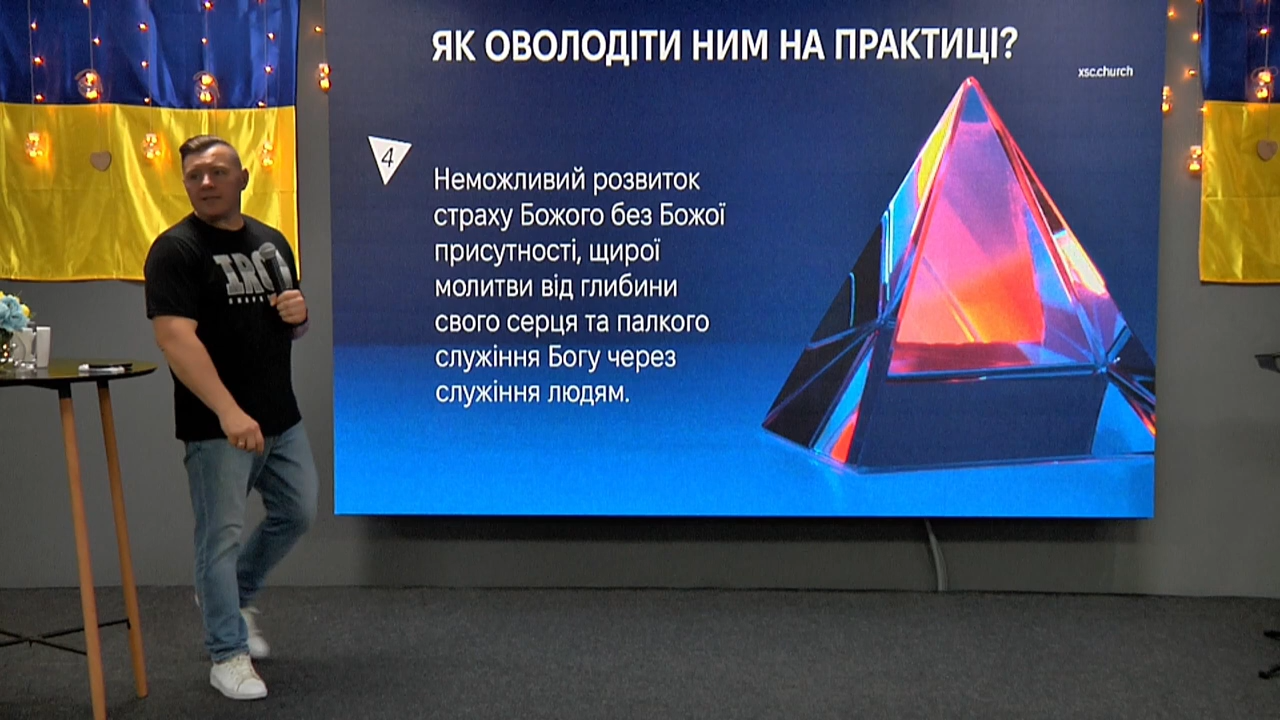 ЯК ОВОЛОДІТИ НИМ НА ПРАКТИЦІ?
xsc.church
4
Неможливий розвиток
страху Божого без Божої
присутності, щирої
молитви від глибини
свого серця та палкого
служіння Богу через
служіння людям.